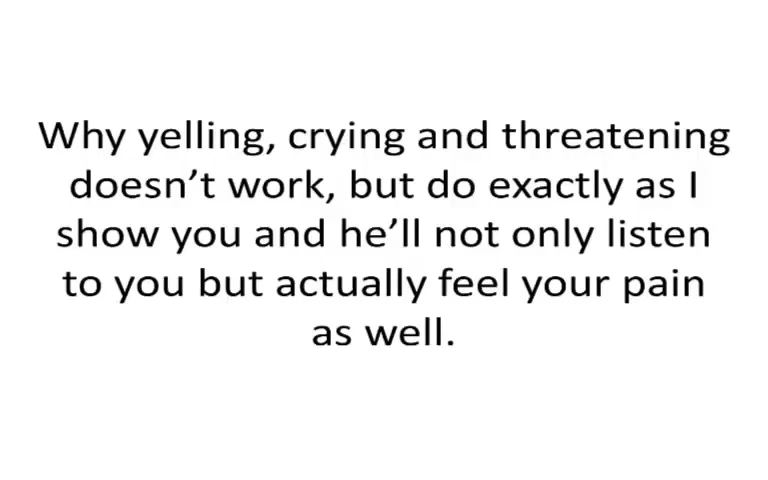 Why yelling, crying and threatening
doesn’t work, but do exactly as I
show you and he’ll not only listen
to you but actually feel your pain
as well.